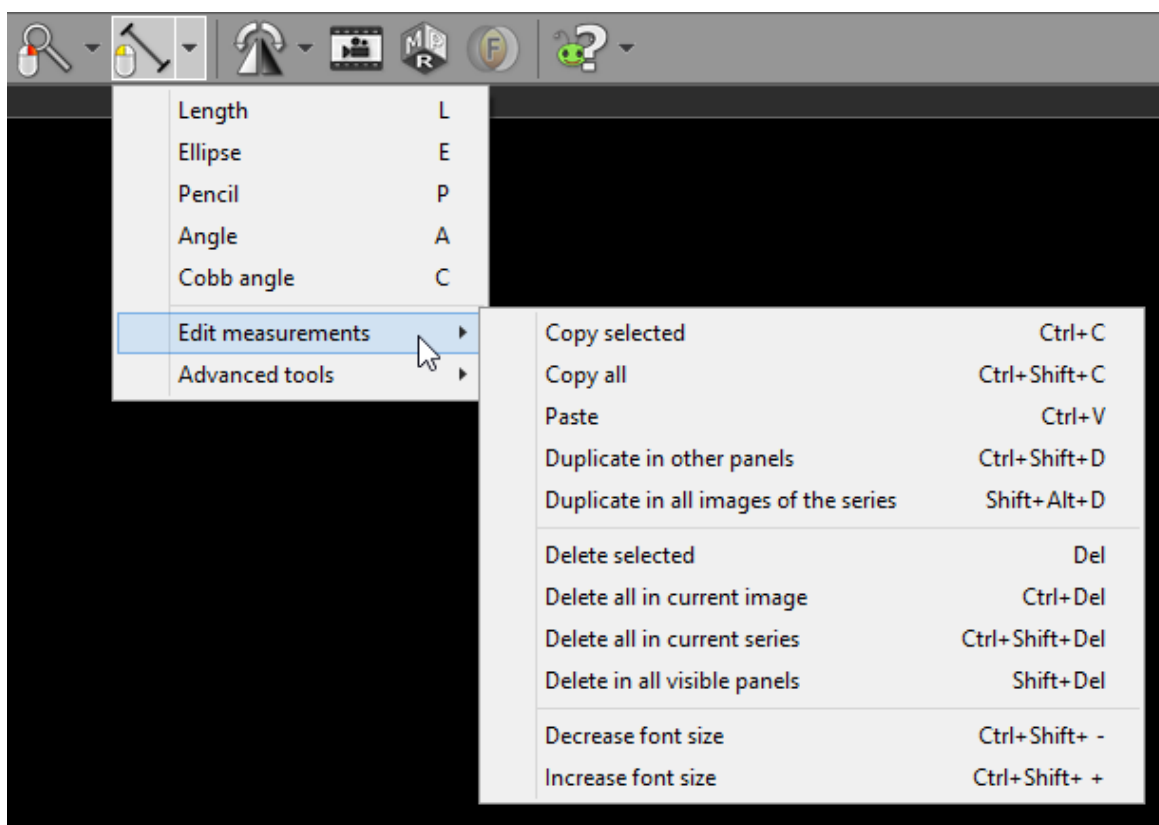 MPR F ?
Length L
Ellipse E
Pencil P
Angle A
Cobb angle C
Edit measurements
Advanced tools
Copy selected Ctrl+C
Copy all Ctrl+Shift+C
Paste Ctrl+V
Duplicate in other panels Ctrl+Shift+D
Duplicate in all images of the series Shift+Alt+D
Delete selected Del
Delete all in current image Ctrl+Del
Delete all in current series Ctrl+Shift+Del
Delete in all visible panels Shift+Del
Decrease font size Ctrl+Shift+ -
Increase font size Ctrl+Shift+ +